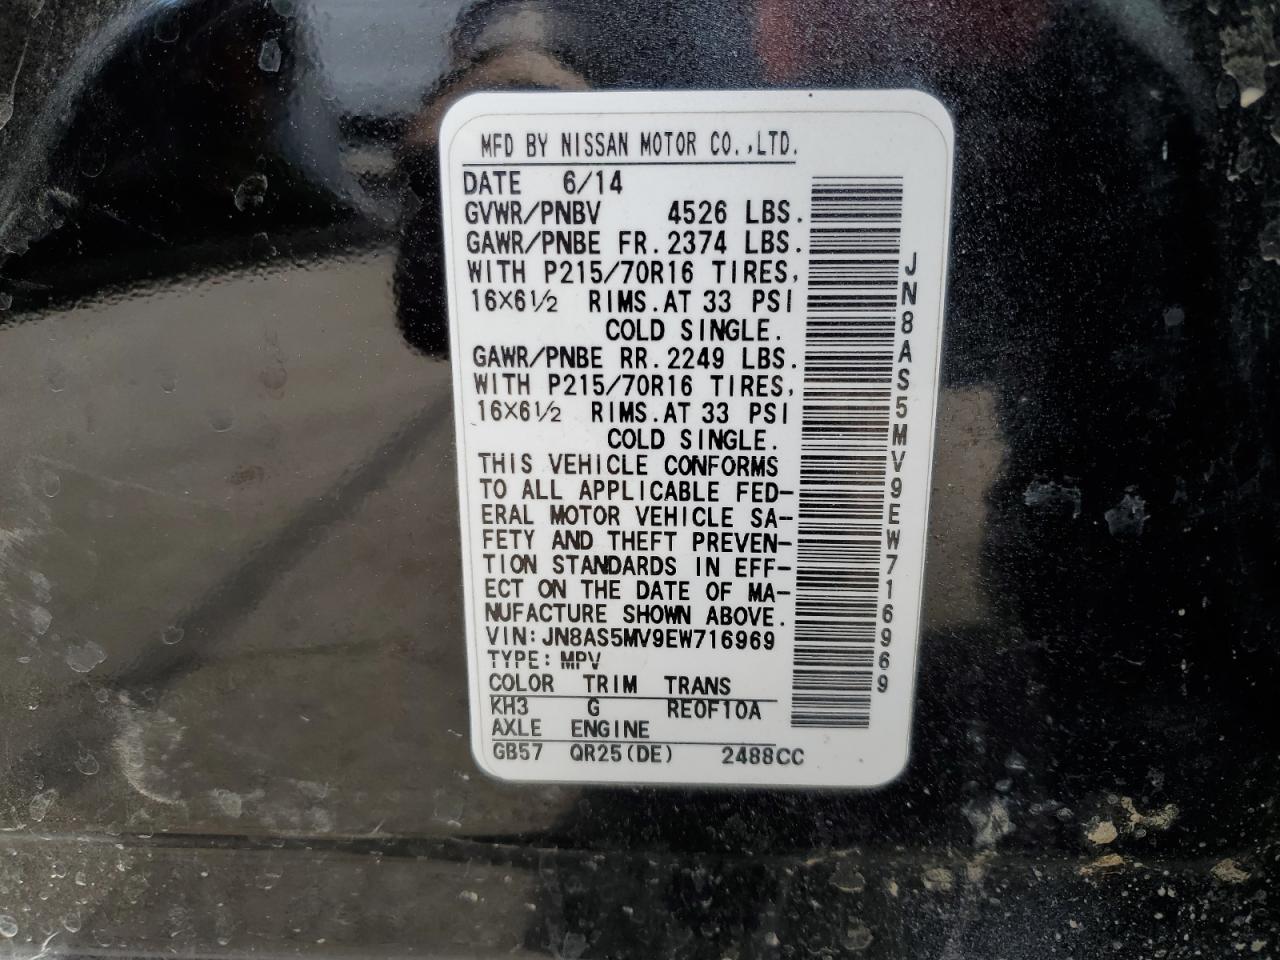 MFD BY NISSAN MOTOR CO.,LTD.
DATE 6/14
GVWR/PNBV 4526 LBS.
GAWR/PNBE FR. 2374 LBS.
WITH P215/70R16 TIRES,
16×6½ RIMS.AT 33 PSI
COLD SINGLE.
GAWR/PNBE RR. 2249 LBS.
WITH P215/70R16 TIRES,
16×6½ RIMS.AT 33 PSI
COLD SINGLE.
THIS VEHICLE CONFORMS
TO ALL APPLICABLE FED-
ERAL MOTOR VEHICLE SA-
FETY AND THEFT PREVEN-
TION STANDARDS IN EFF-
ECT ON THE DATE OF MA-
NUFACTURE SHOWN ABOVE.
VIN:JN8AS5MV9EW716969
TYPE: MPV
COLOR TRIM TRANS
KH3 G RE0F10A
AXLE ENGINE
GB57 QR25(DE) 2488CC
JN8AS5MV9EW716969